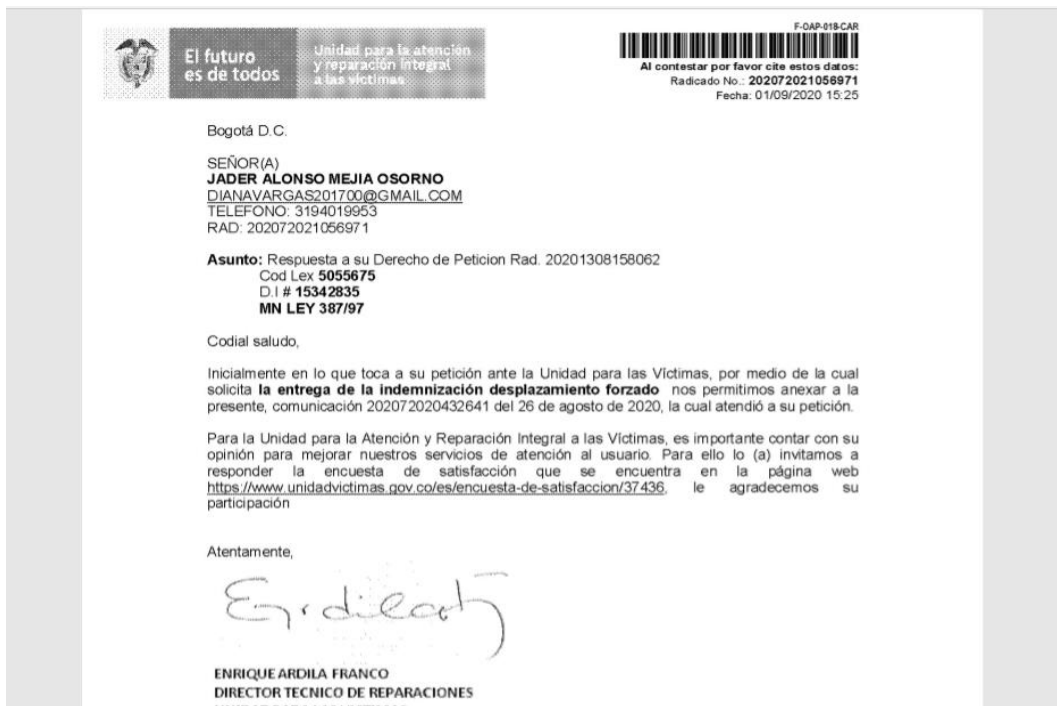 F-OAP-018-CAR
El futuro
es de todos
Unidad para la atención
y reparación integral
a las víctimas
Al contestar por favor cite estos datos:
Radicado No.: 202072021056971
Fecha: 01/09/2020 15:25
Bogotá D.C.
SEÑOR(A)
JADER ALONSO MEJIA OSORNO
DIANAVARGAS201700@GMAIL.COM
TELEFONO: 3194019953
RAD: 202072021056971
Asunto: Respuesta a su Derecho de Peticion Rad. 20201308158062
Cod Lex 5055675
D.I # 15342835
MN LEY 387/97
Codial saludo,
Inicialmente en lo que toca a su petición ante la Unidad para las Víctimas, por medio de la cual
solicita la entrega de la indemnización desplazamiento forzado nos permitimos anexar a la
presente, comunicación 202072020432641 del 26 de agosto de 2020, la cual atendió a su petición.
Para la Unidad para la Atención y Reparación Integral a las Víctimas, es importante contar con su
opinión para mejorar nuestros servicios de atención al usuario. Para ello lo (a) invitamos a
responder la encuesta de satisfacción que se encuentra en la página web
https://www.unidadvictimas.gov.co/es/encuesta-de-satisfaccion/37436, le agradecemos su
participación
Atentamente,
ENRIQUE ARDILA FRANCO
DIRECTOR TECNICO DE REPARACIONES